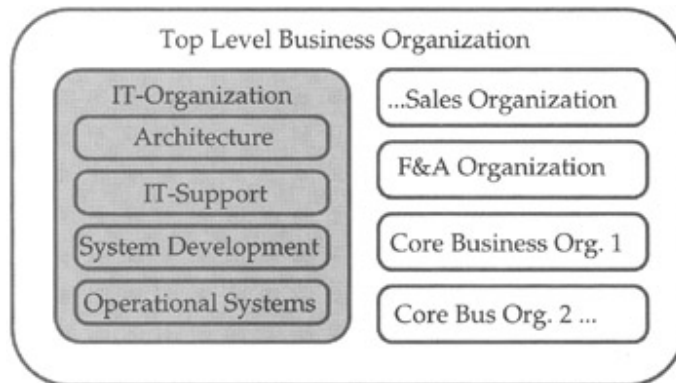 Top Level Business Organization
IT-Organization
Architecture
IT-Support
System Development
Operational Systems
...Sales Organization
F&A Organization
Core Business Org. 1
Core Bus Org. 2 ...